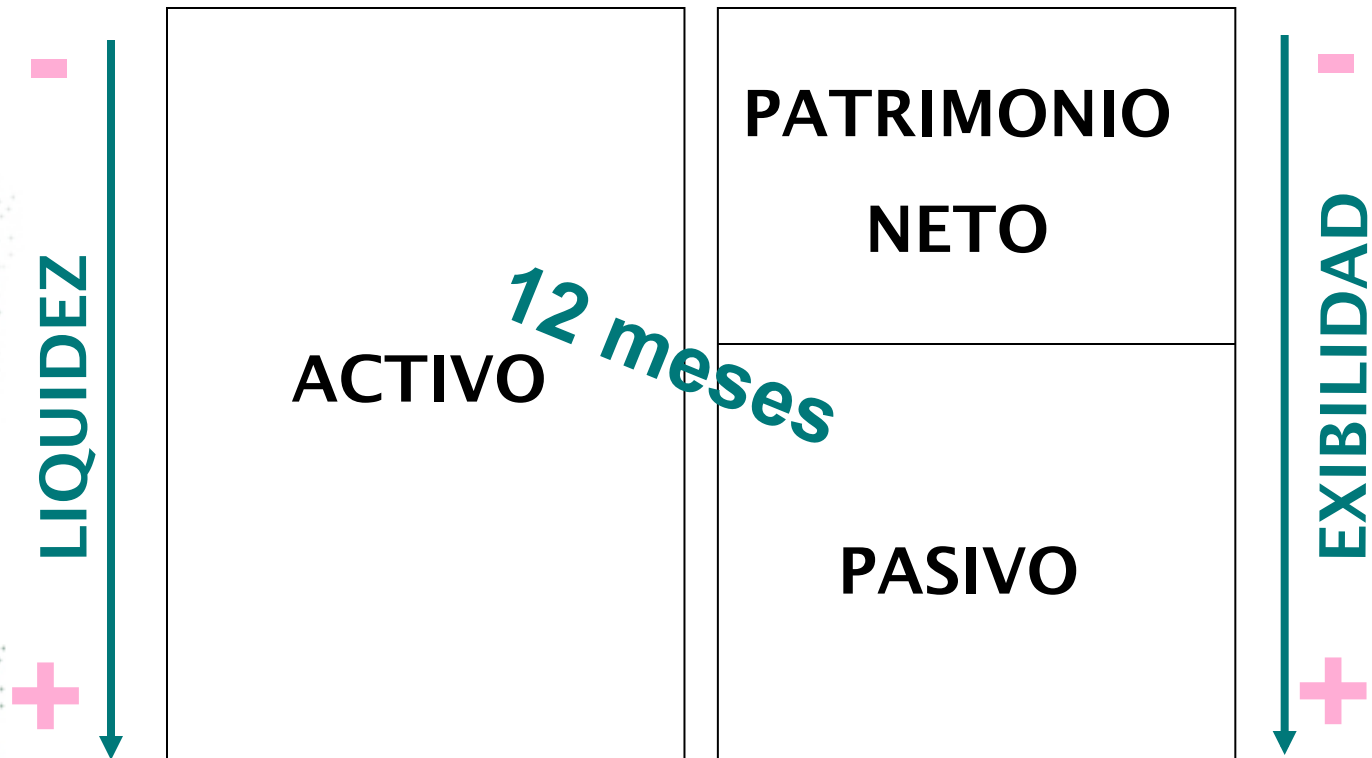 -
LIQUIDEZ
+
ACTIVO
12 meses
PATRIMONIO
NETO
PASIVO
-
EXIBILIDAD
+